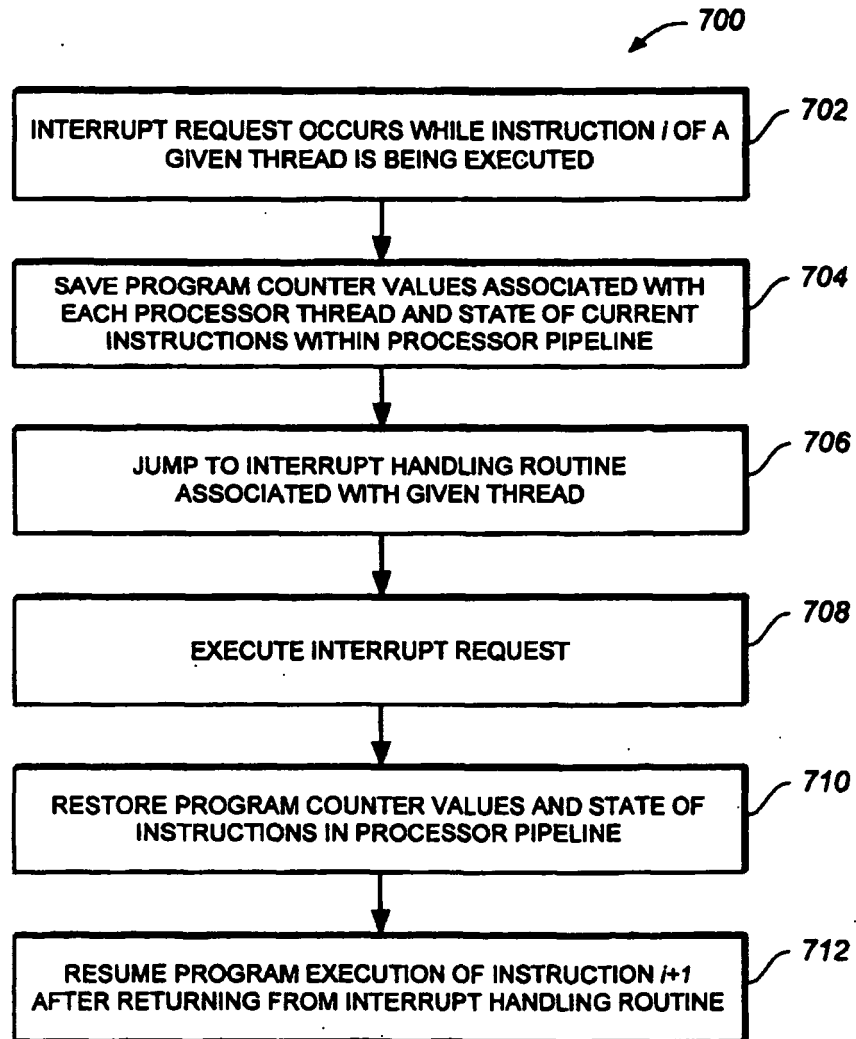 700
INTERRUPT REQUEST OCCURS WHILE INSTRUCTION i OF A
GIVEN THREAD IS BEING EXECUTED
702
SAVE PROGRAM COUNTER VALUES ASSOCIATED WITH
EACH PROCESSOR THREAD AND STATE OF CURRENT
INSTRUCTIONS WITHIN PROCESSOR PIPELINE
704
JUMP TO INTERRUPT HANDLING ROUTINE
ASSOCIATED WITH GIVEN THREAD
706
EXECUTE INTERRUPT REQUEST
708
RESTORE PROGRAM COUNTER VALUES AND STATE OF
INSTRUCTIONS IN PROCESSOR PIPELINE
710
RESUME PROGRAM EXECUTION OF INSTRUCTION i+1
AFTER RETURNING FROM INTERRUPT HANDLING ROUTINE
712